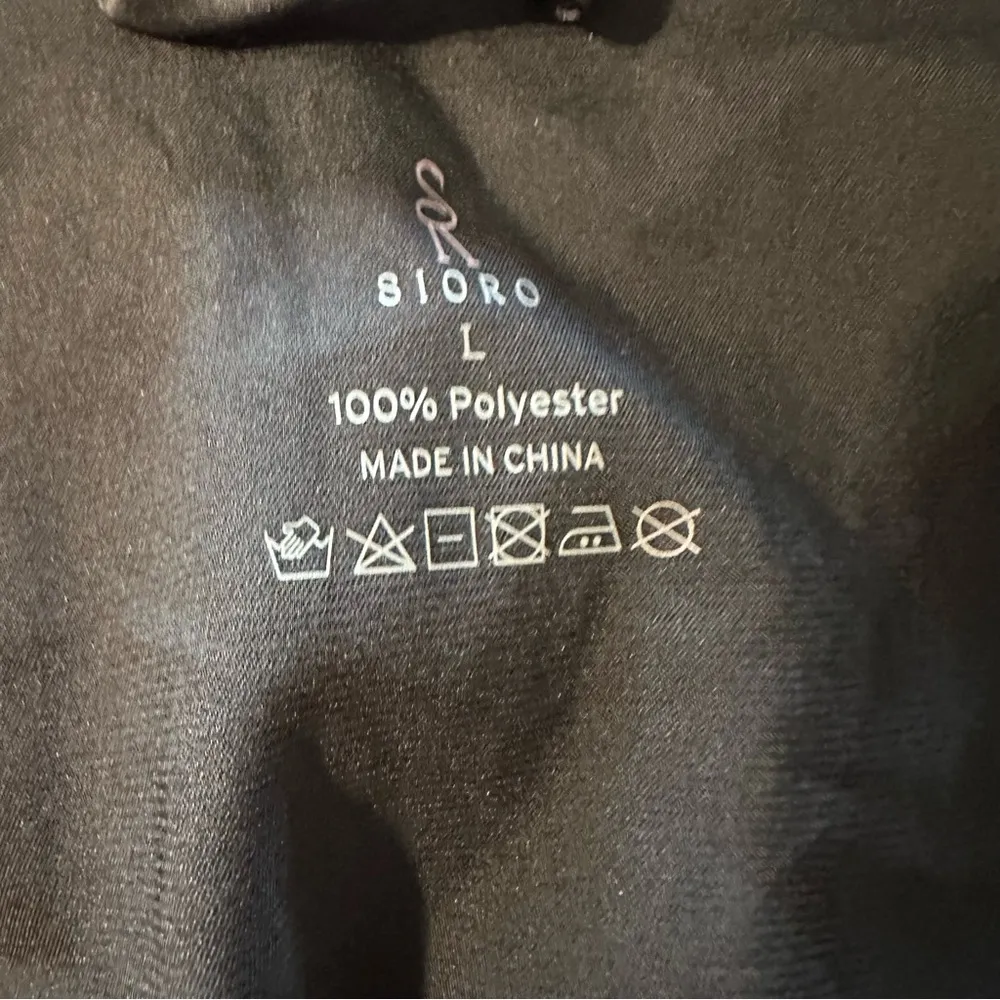 SIORO
L
100% Polyester
MADE IN CHINA